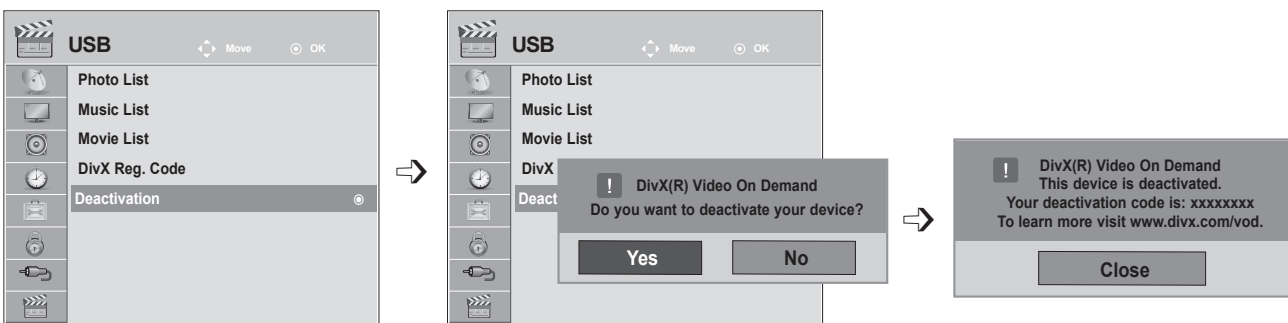 USB Move OK
Photo List
Music List
Movie List
DivX Reg. Code
Deactivation
USB Move OK
Photo List
Music List
Movie List
DivX
Deact
! DivX(R) Video On Demand
Do you want to deactivate your device?
Yes No
! DivX(R) Video On Demand
This device is deactivated.
Your deactivation code is: xxxxxxxx
To learn more visit www.divx.com/vod.
Close